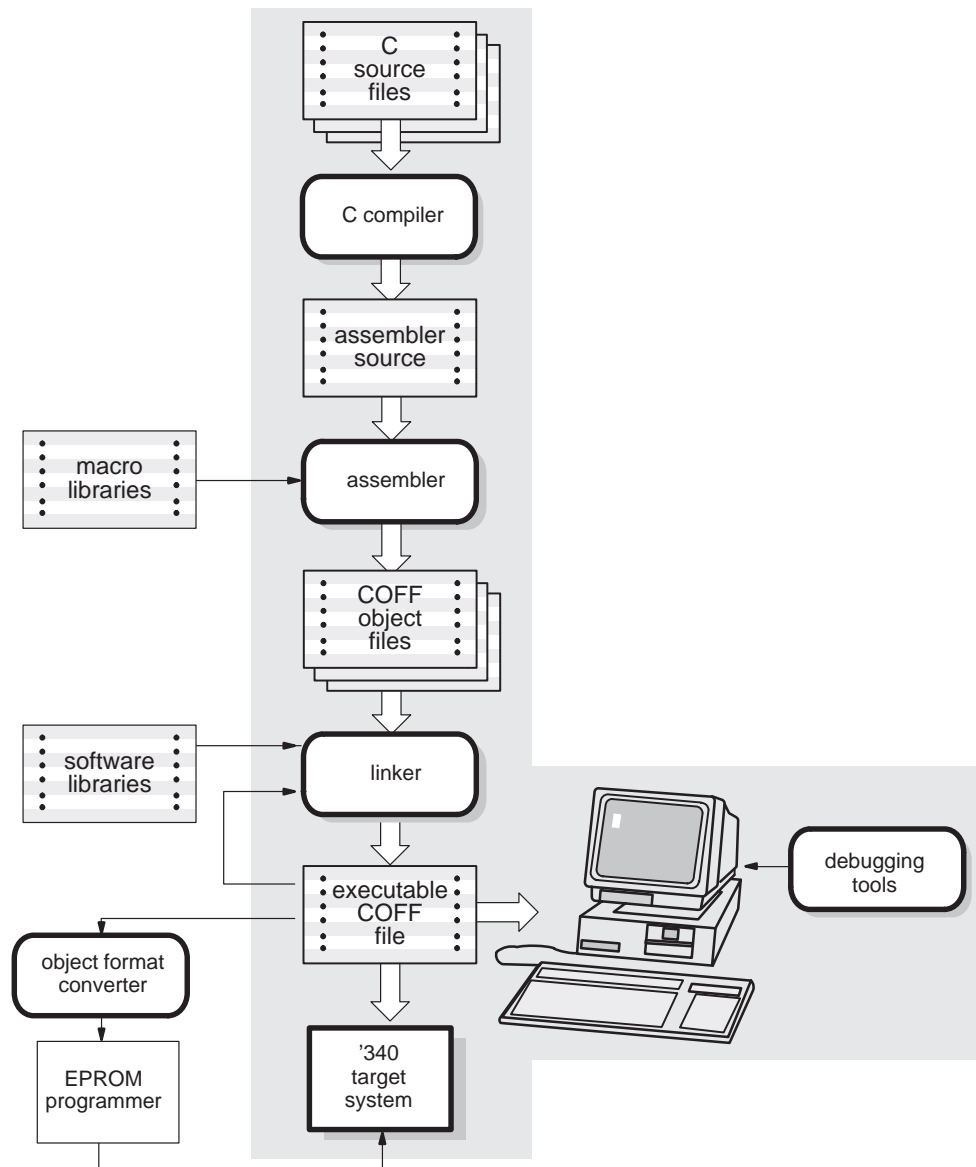 C
source
files
C compiler
assembler
source
macro
libraries
assembler
COFF
object
files
software
libraries
linker
debugging
tools
executable
COFF
file
object format
converter
'340
target
system
EPROM
programmer